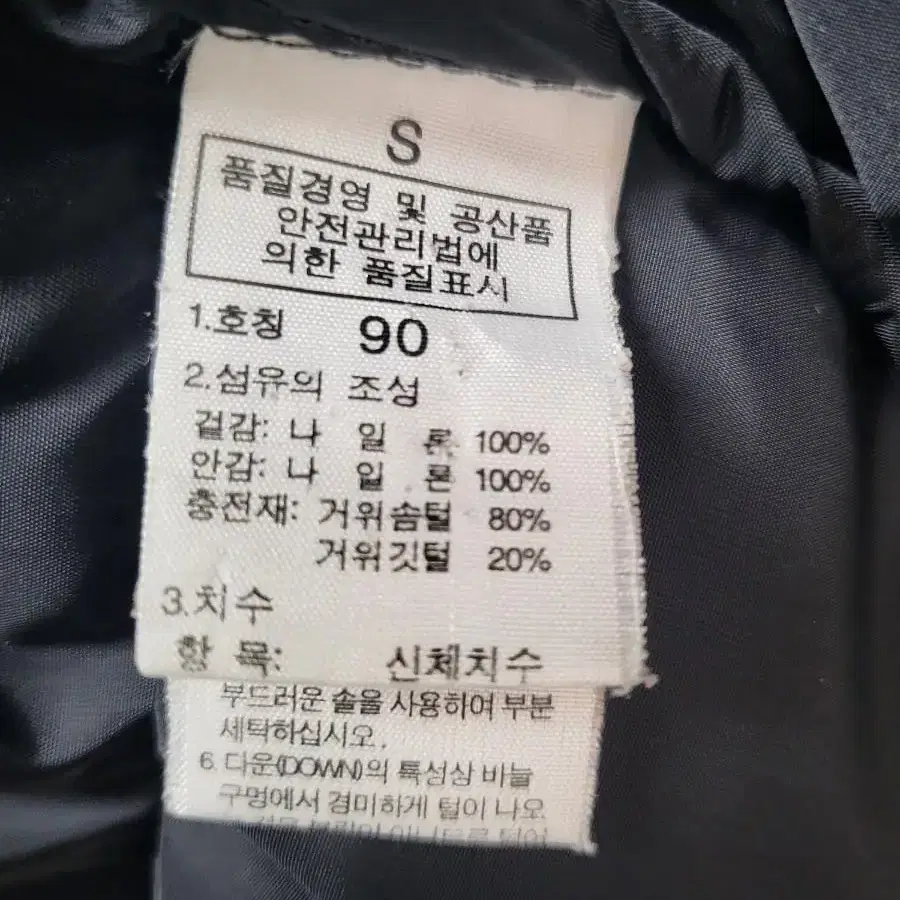 S
품질경영 및 공산품
안전관리법에
의한 품질표시
1.호칭 90
2.섬유의 조성
겉감: 나 일 론 100%
안감: 나 일 론 100%
충전재: 거위솜털 80%
거위깃털 20%
3.치수
항 목: 신체치수
부드러운 솔을 사용하여 부분
세탁하십시오.
6. 다운(DOWN)의 특성상 바늘
구멍에서 경미하게 털이 나오